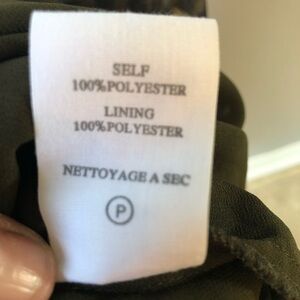 SELF
100%POLYESTER
LINING
100%POLYESTER
NETTOYAGE A SEC
P